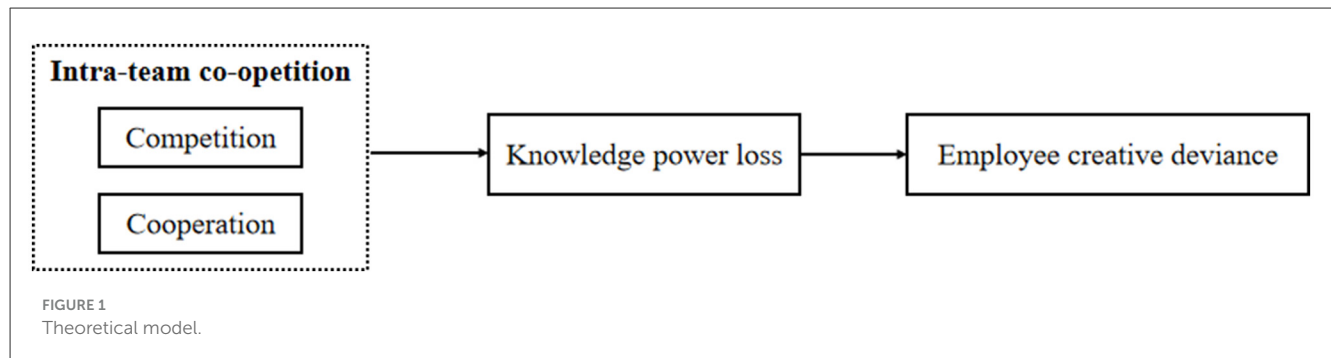 Intra-team co-opetition
Competition
Cooperation
Knowledge power loss
Employee creative deviance
FIGURE 1
Theoretical model.